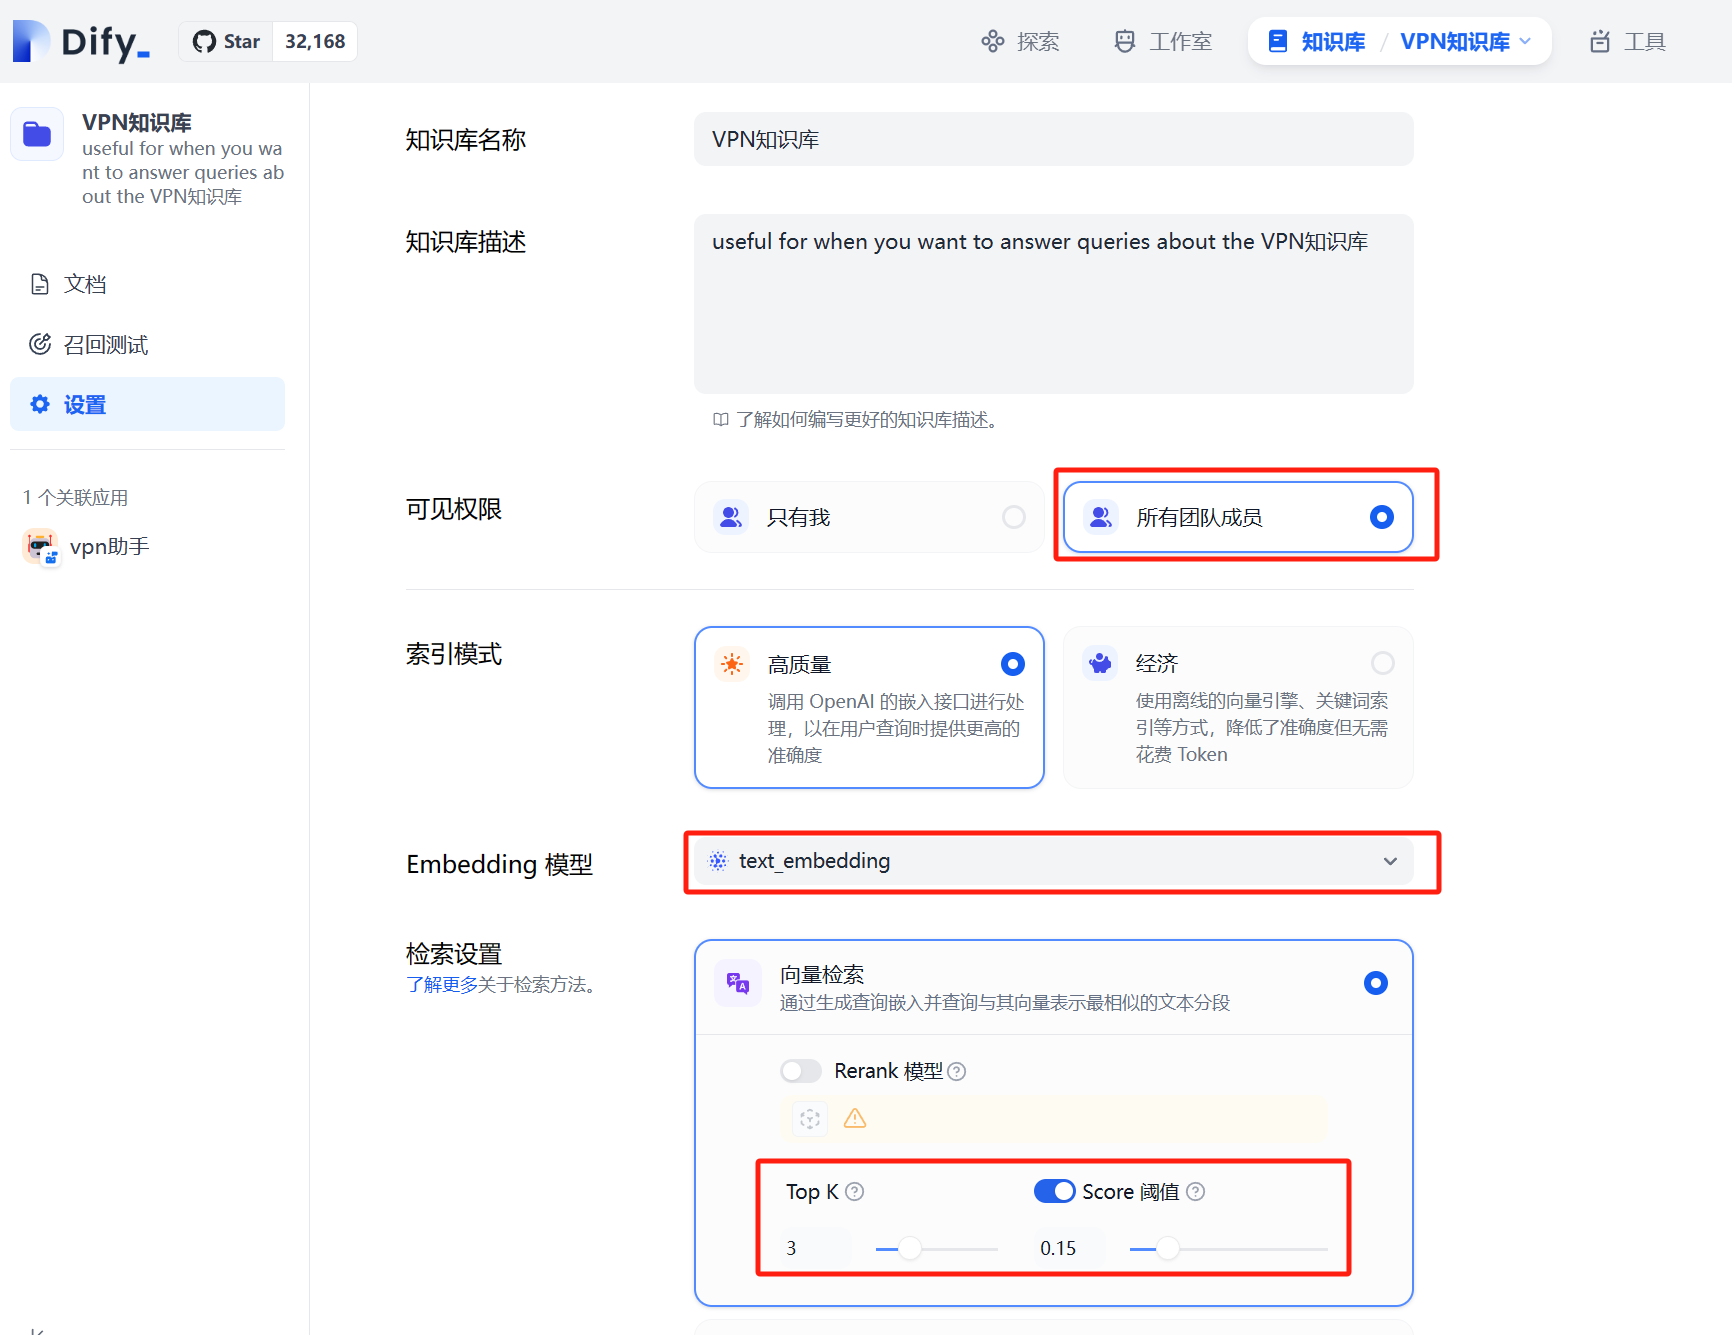 Dify_
Star 32,168
探索
工作室
知识库 / VPN知识库
工具
VPN知识库
useful for when you wa
nt to answer queries ab
out the VPN知识库
文档
召回测试
设置
1 个关联应用
vpn助手
知识库名称
VPN知识库
知识库描述
useful for when you want to answer queries about the VPN知识库
了解如何编写更好的知识库描述。
可见权限
只有我
所有团队成员
索引模式
高质量
调用 OpenAI 的嵌入接口进行处
理，以在用户查询时提供更高的
准确度
经济
使用离线的向量引擎、关键词索
引等方式，降低了准确度但无需
花费 Token
Embedding 模型
text_embedding
检索设置
了解更多关于检索方法。
向量检索
通过生成查询嵌入并查询与其向量表示最相似的文本分段
Rerank 模型
Top K
Score 阈值
3
0.15